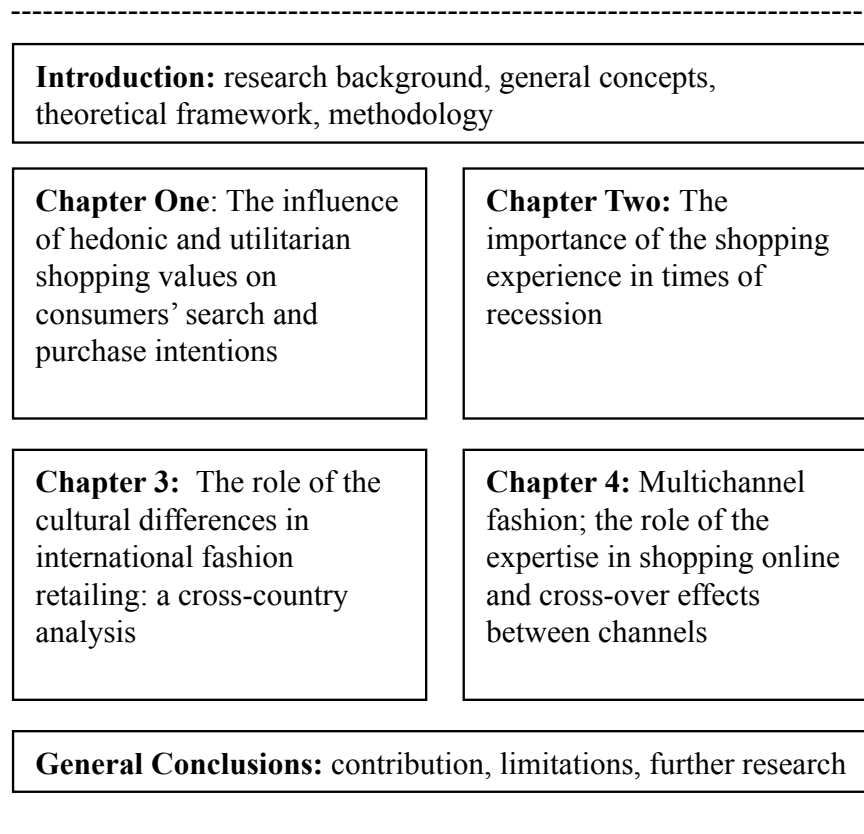 Introduction: research background, general concepts,
theoretical framework, methodology
Chapter One: The influence
of hedonic and utilitarian
shopping values on
consumers’ search and
purchase intentions
Chapter Two: The
importance of the shopping
experience in times of
recession
Chapter 3:  The role of the
cultural differences in
international fashion
retailing: a cross-country
analysis
Chapter 4: Multichannel
fashion; the role of the
expertise in shopping online
and cross-over effects
between channels
General Conclusions: contribution, limitations, further research